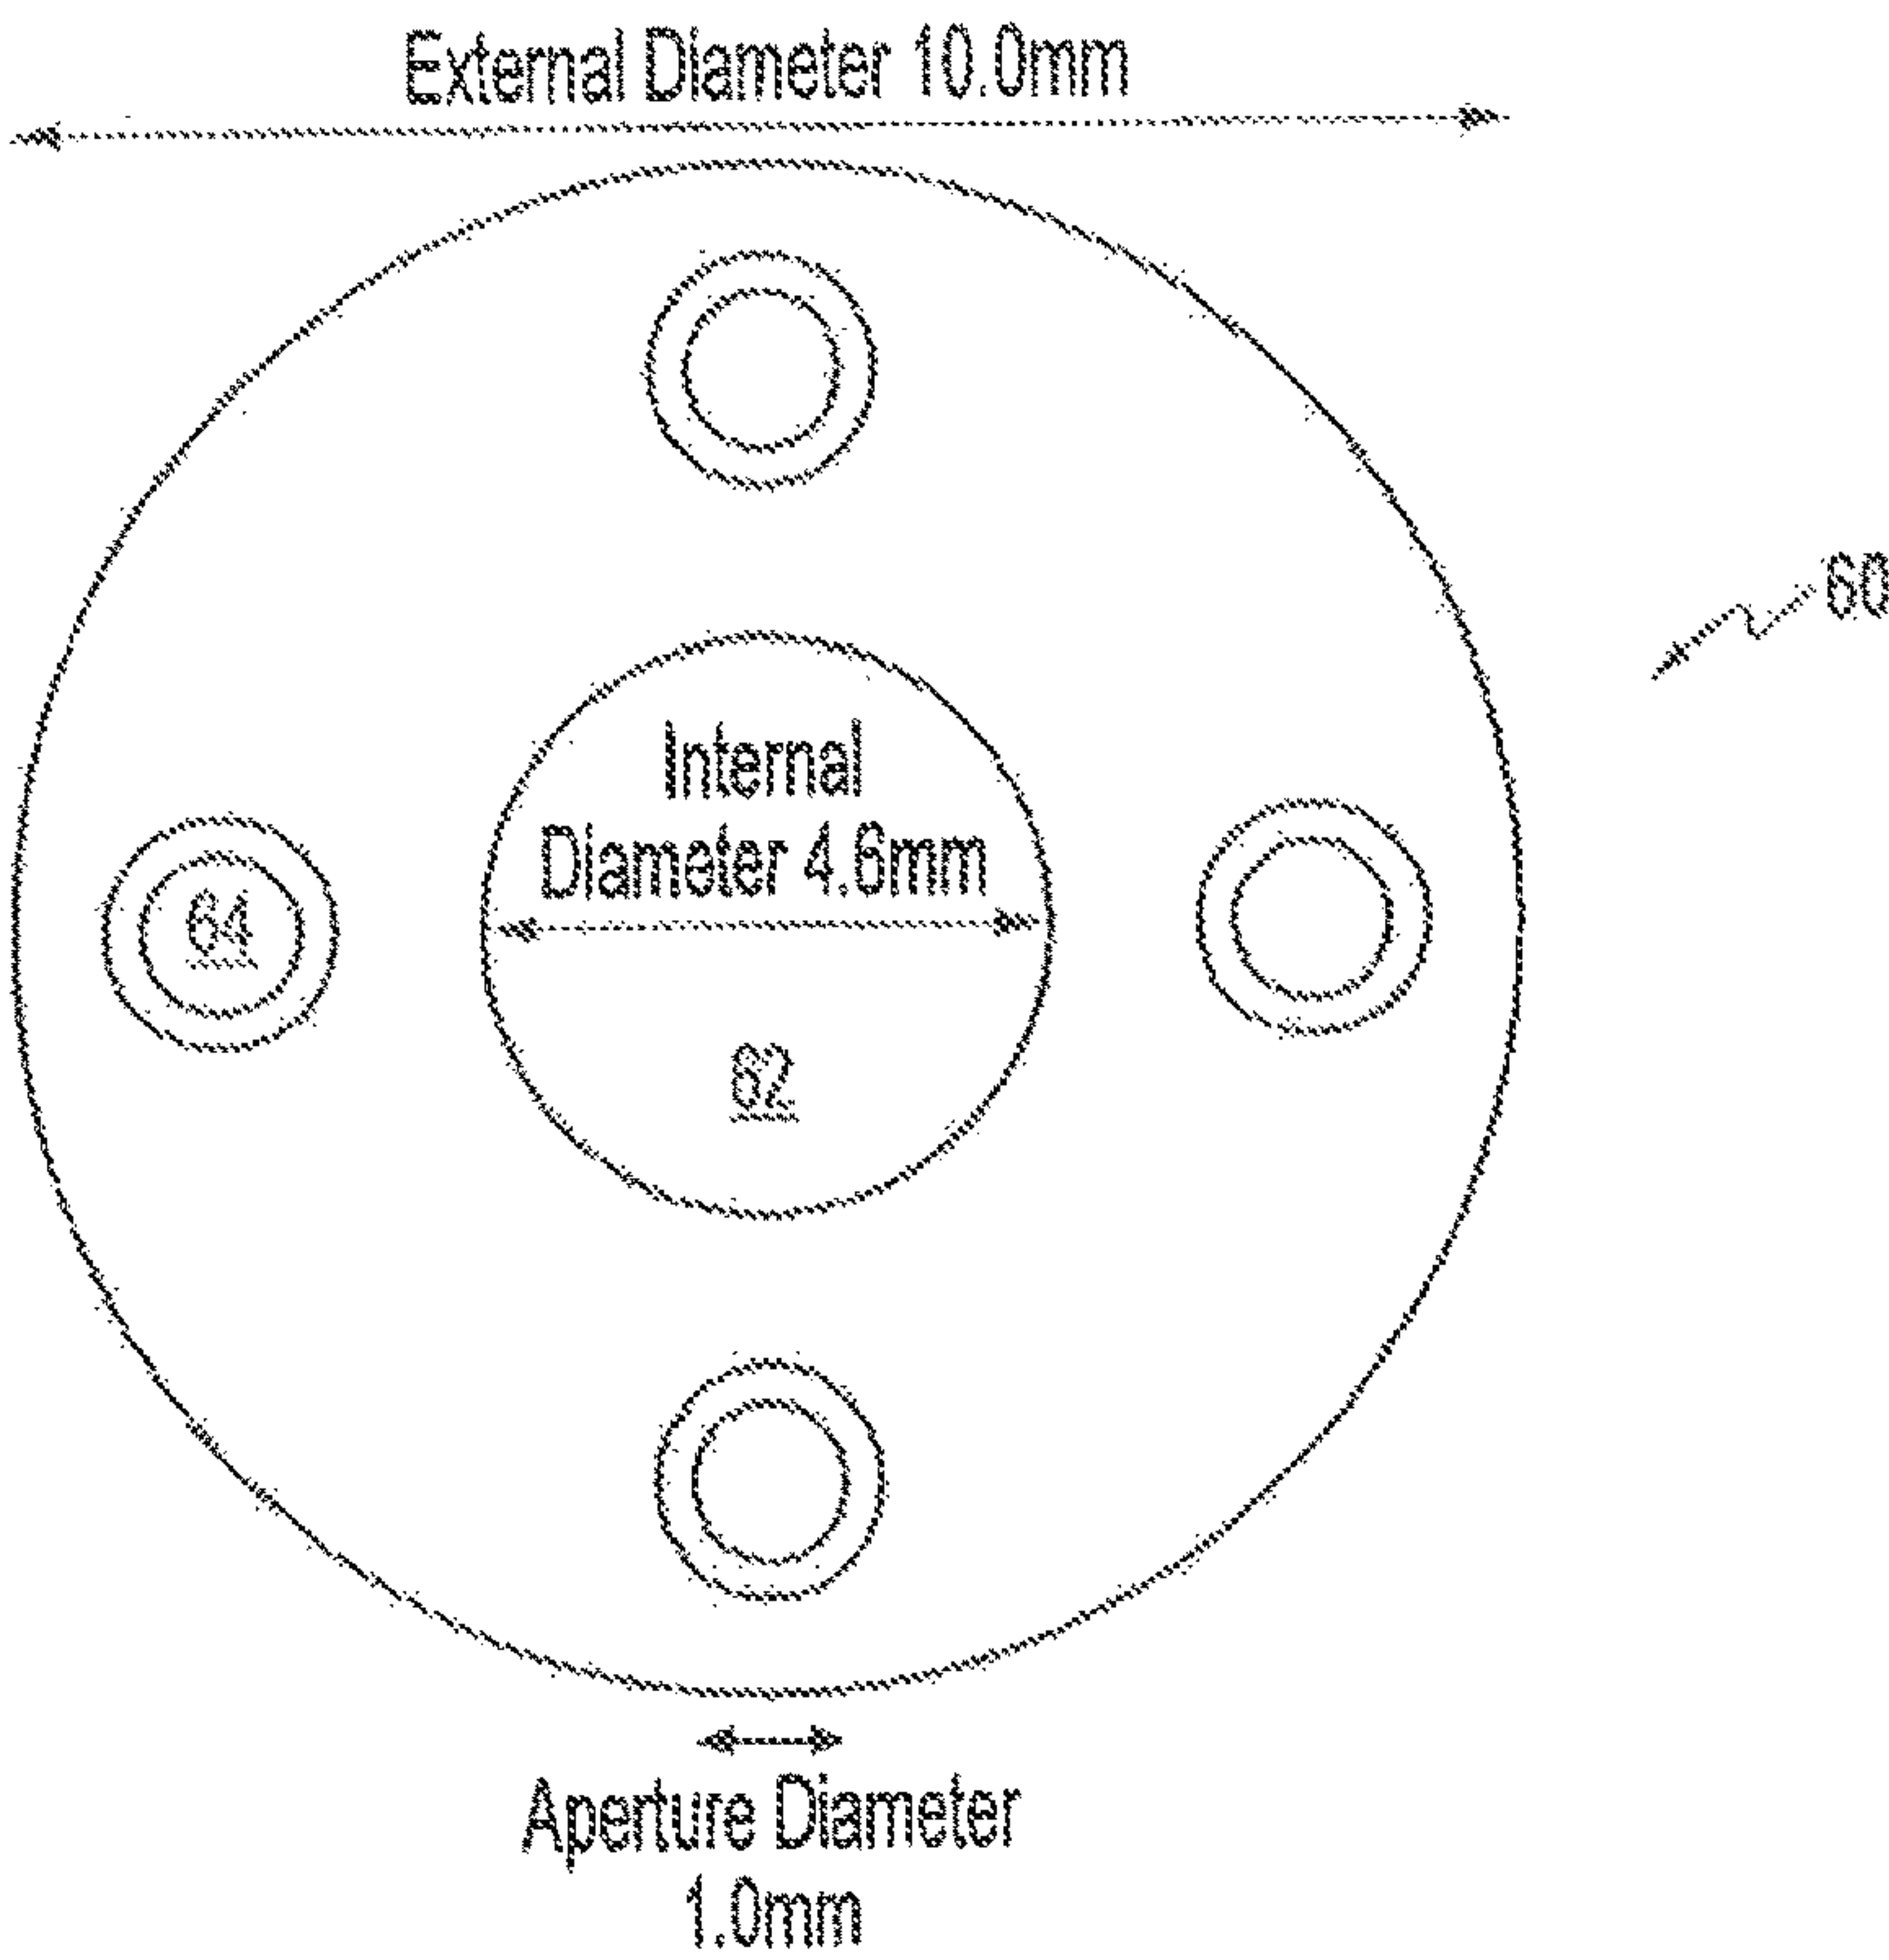 External Diameter 10.0mm
60
Internal
Diameter 4.6mm
64
62
Aperture Diameter
1.0mm